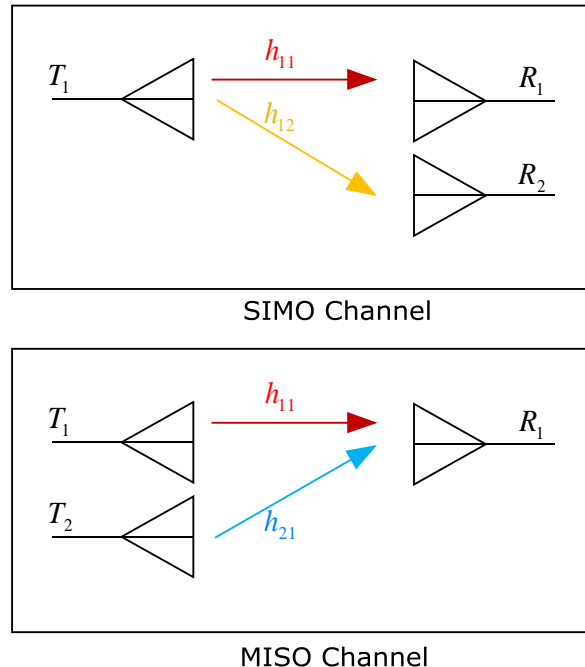 h₁₁
T₁
R₁
h₁₂
R₂
SIMO Channel
h₁₁
T₁
R₁
T₂
h₂₁
MISO Channel